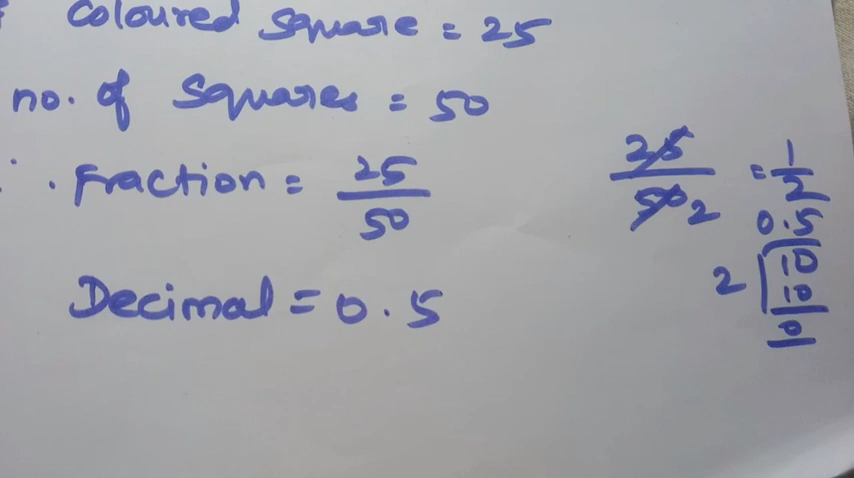 Coloured Square = 25
no. of Squares = 50
∴ Fraction = 25/50
25/50 2 = 1/2
Decimal = 0.5
0.5
2 10
10
0